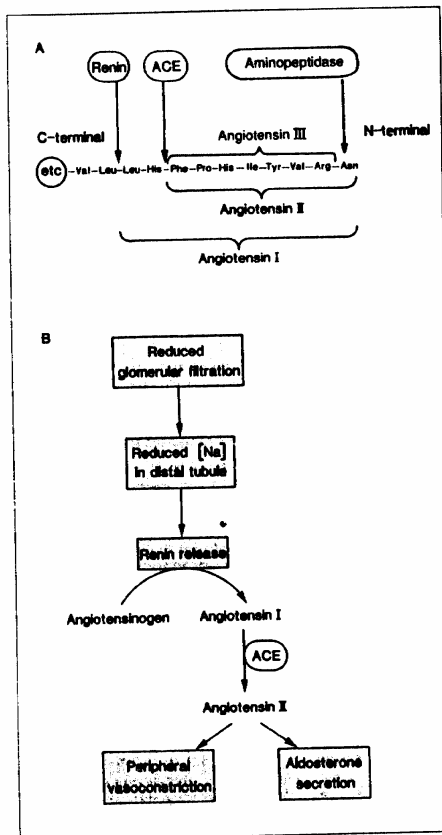 A
Renin
ACE
Aminopeptidase
C-terminal
Angiotensin III
N-terminal
etc -Val-Leu-Leu-His-Phe-Pro-His-Ile-Tyr-Val-Arg-Asn
Angiotensin II
Angiotensin I
B
Reduced
glomerular filtration
Reduced [Na]
in distal tubule
Renin release
Angiotensinogen
Angiotensin I
ACE
Angiotensin II
Peripheral
vasoconstriction
Aldosterone
secretion